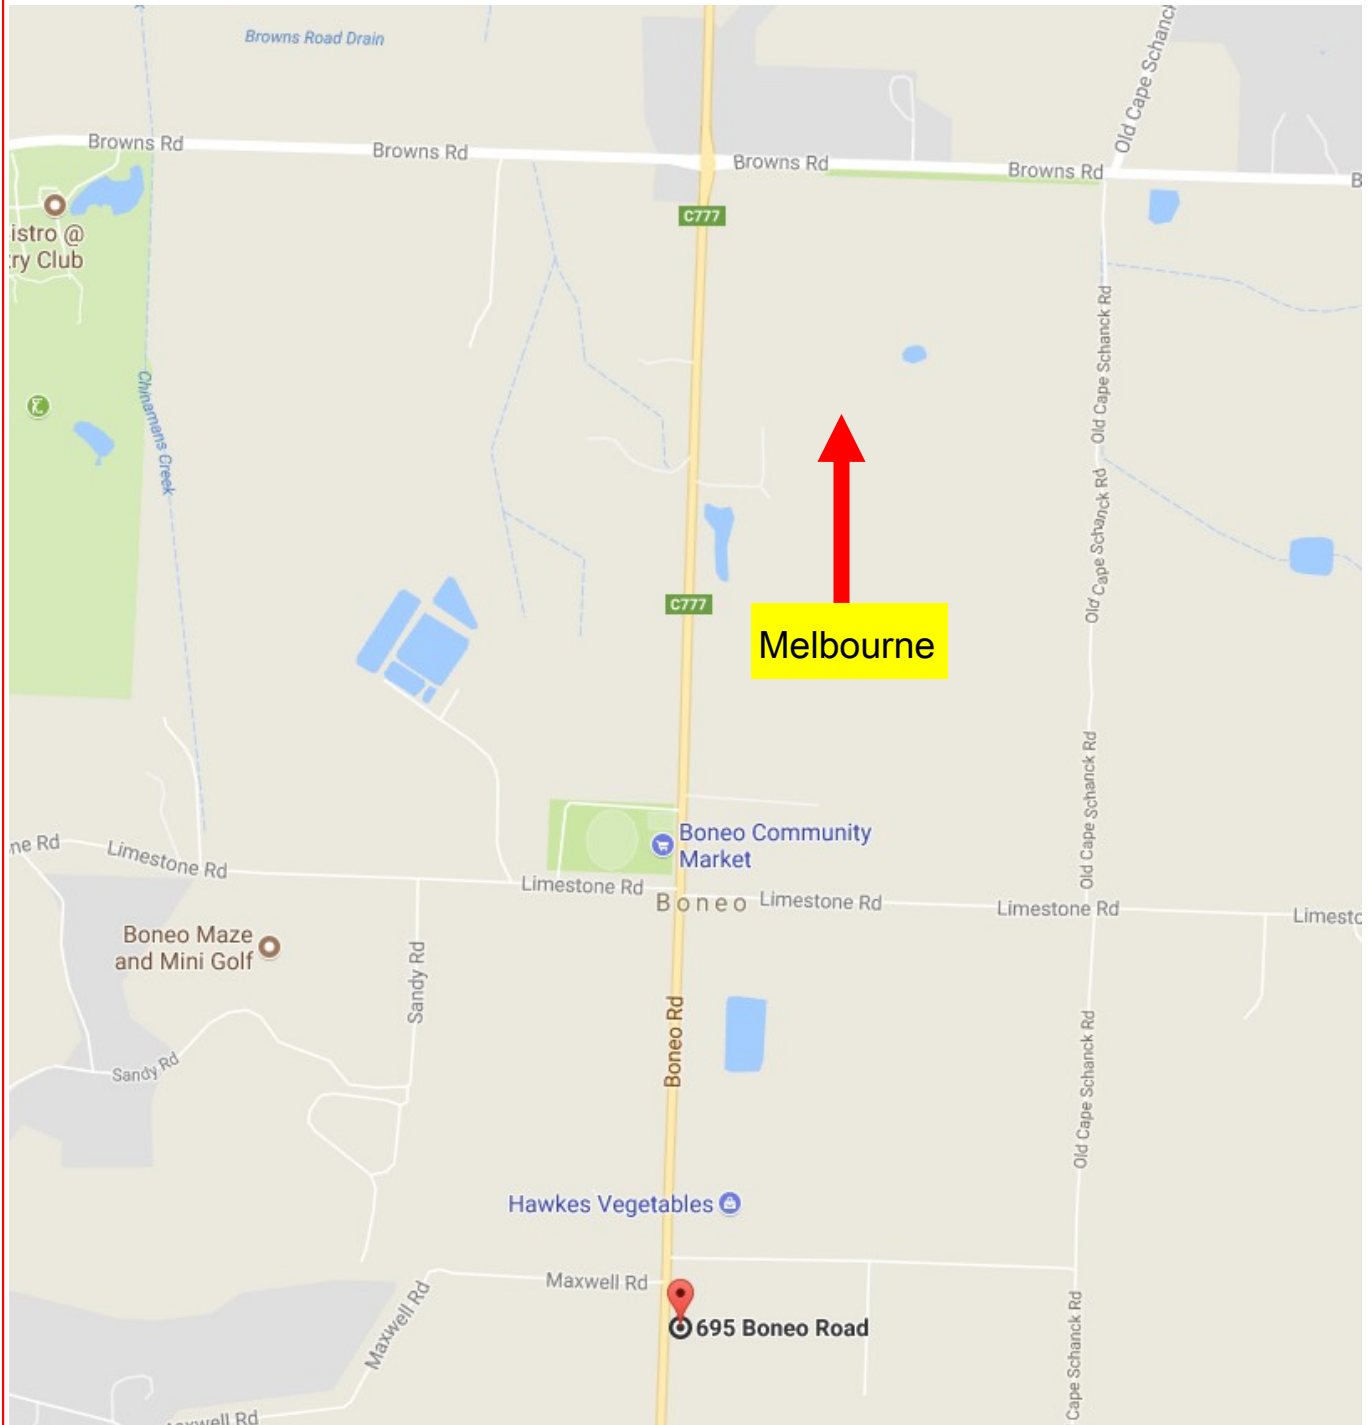 Browns Road Drain
Old Cape Schanck
Browns Rd
Browns Rd
Browns Rd
Browns Rd
B
C777
istro @
ry Club
Old Cape Schanck Rd
Chinamans Creek
Old Cape Schanck Rd
C777
Melbourne
Old Cape Schanck Rd
Boneo Community
Market
ne Rd
Limestone Rd
Limestone Rd
Boneo
Limestone Rd
Limestone Rd
Limesto
Boneo Maze
and Mini Golf
Sandy Rd
Boneo Rd
Sandy Rd
Old Cape Schanck Rd
Hawkes Vegetables
Maxwell Rd
Maxwell Rd
695 Boneo Road
Cape Schanck Rd
axwell Rd